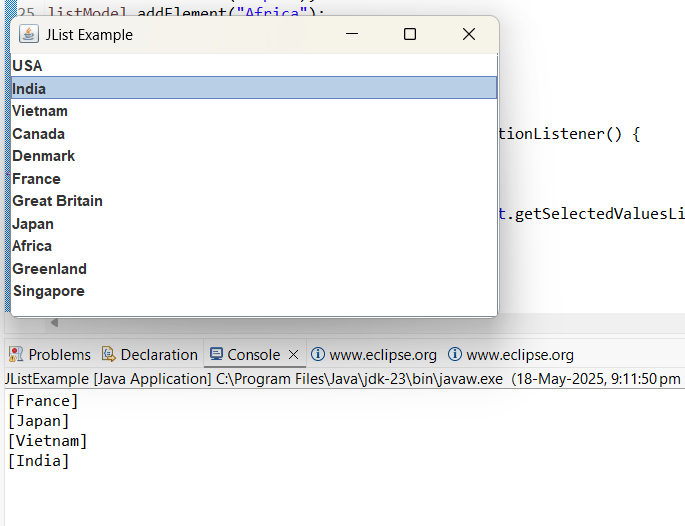 25 listModel.addElement("Africa");
JList Example
USA
India
Vietnam
Canada
tionListener() {
Denmark
France
Great Britain
t.getSelectedValuesLi
Japan
Africa
Greenland
Singapore
Problems Declaration Console www.eclipse.org www.eclipse.org
JListExample [Java Application] C:\Program Files\Java\jdk-23\bin\javaw.exe (18-May-2025, 9:11:50 pm
[France]
[Japan]
[Vietnam]
[India]